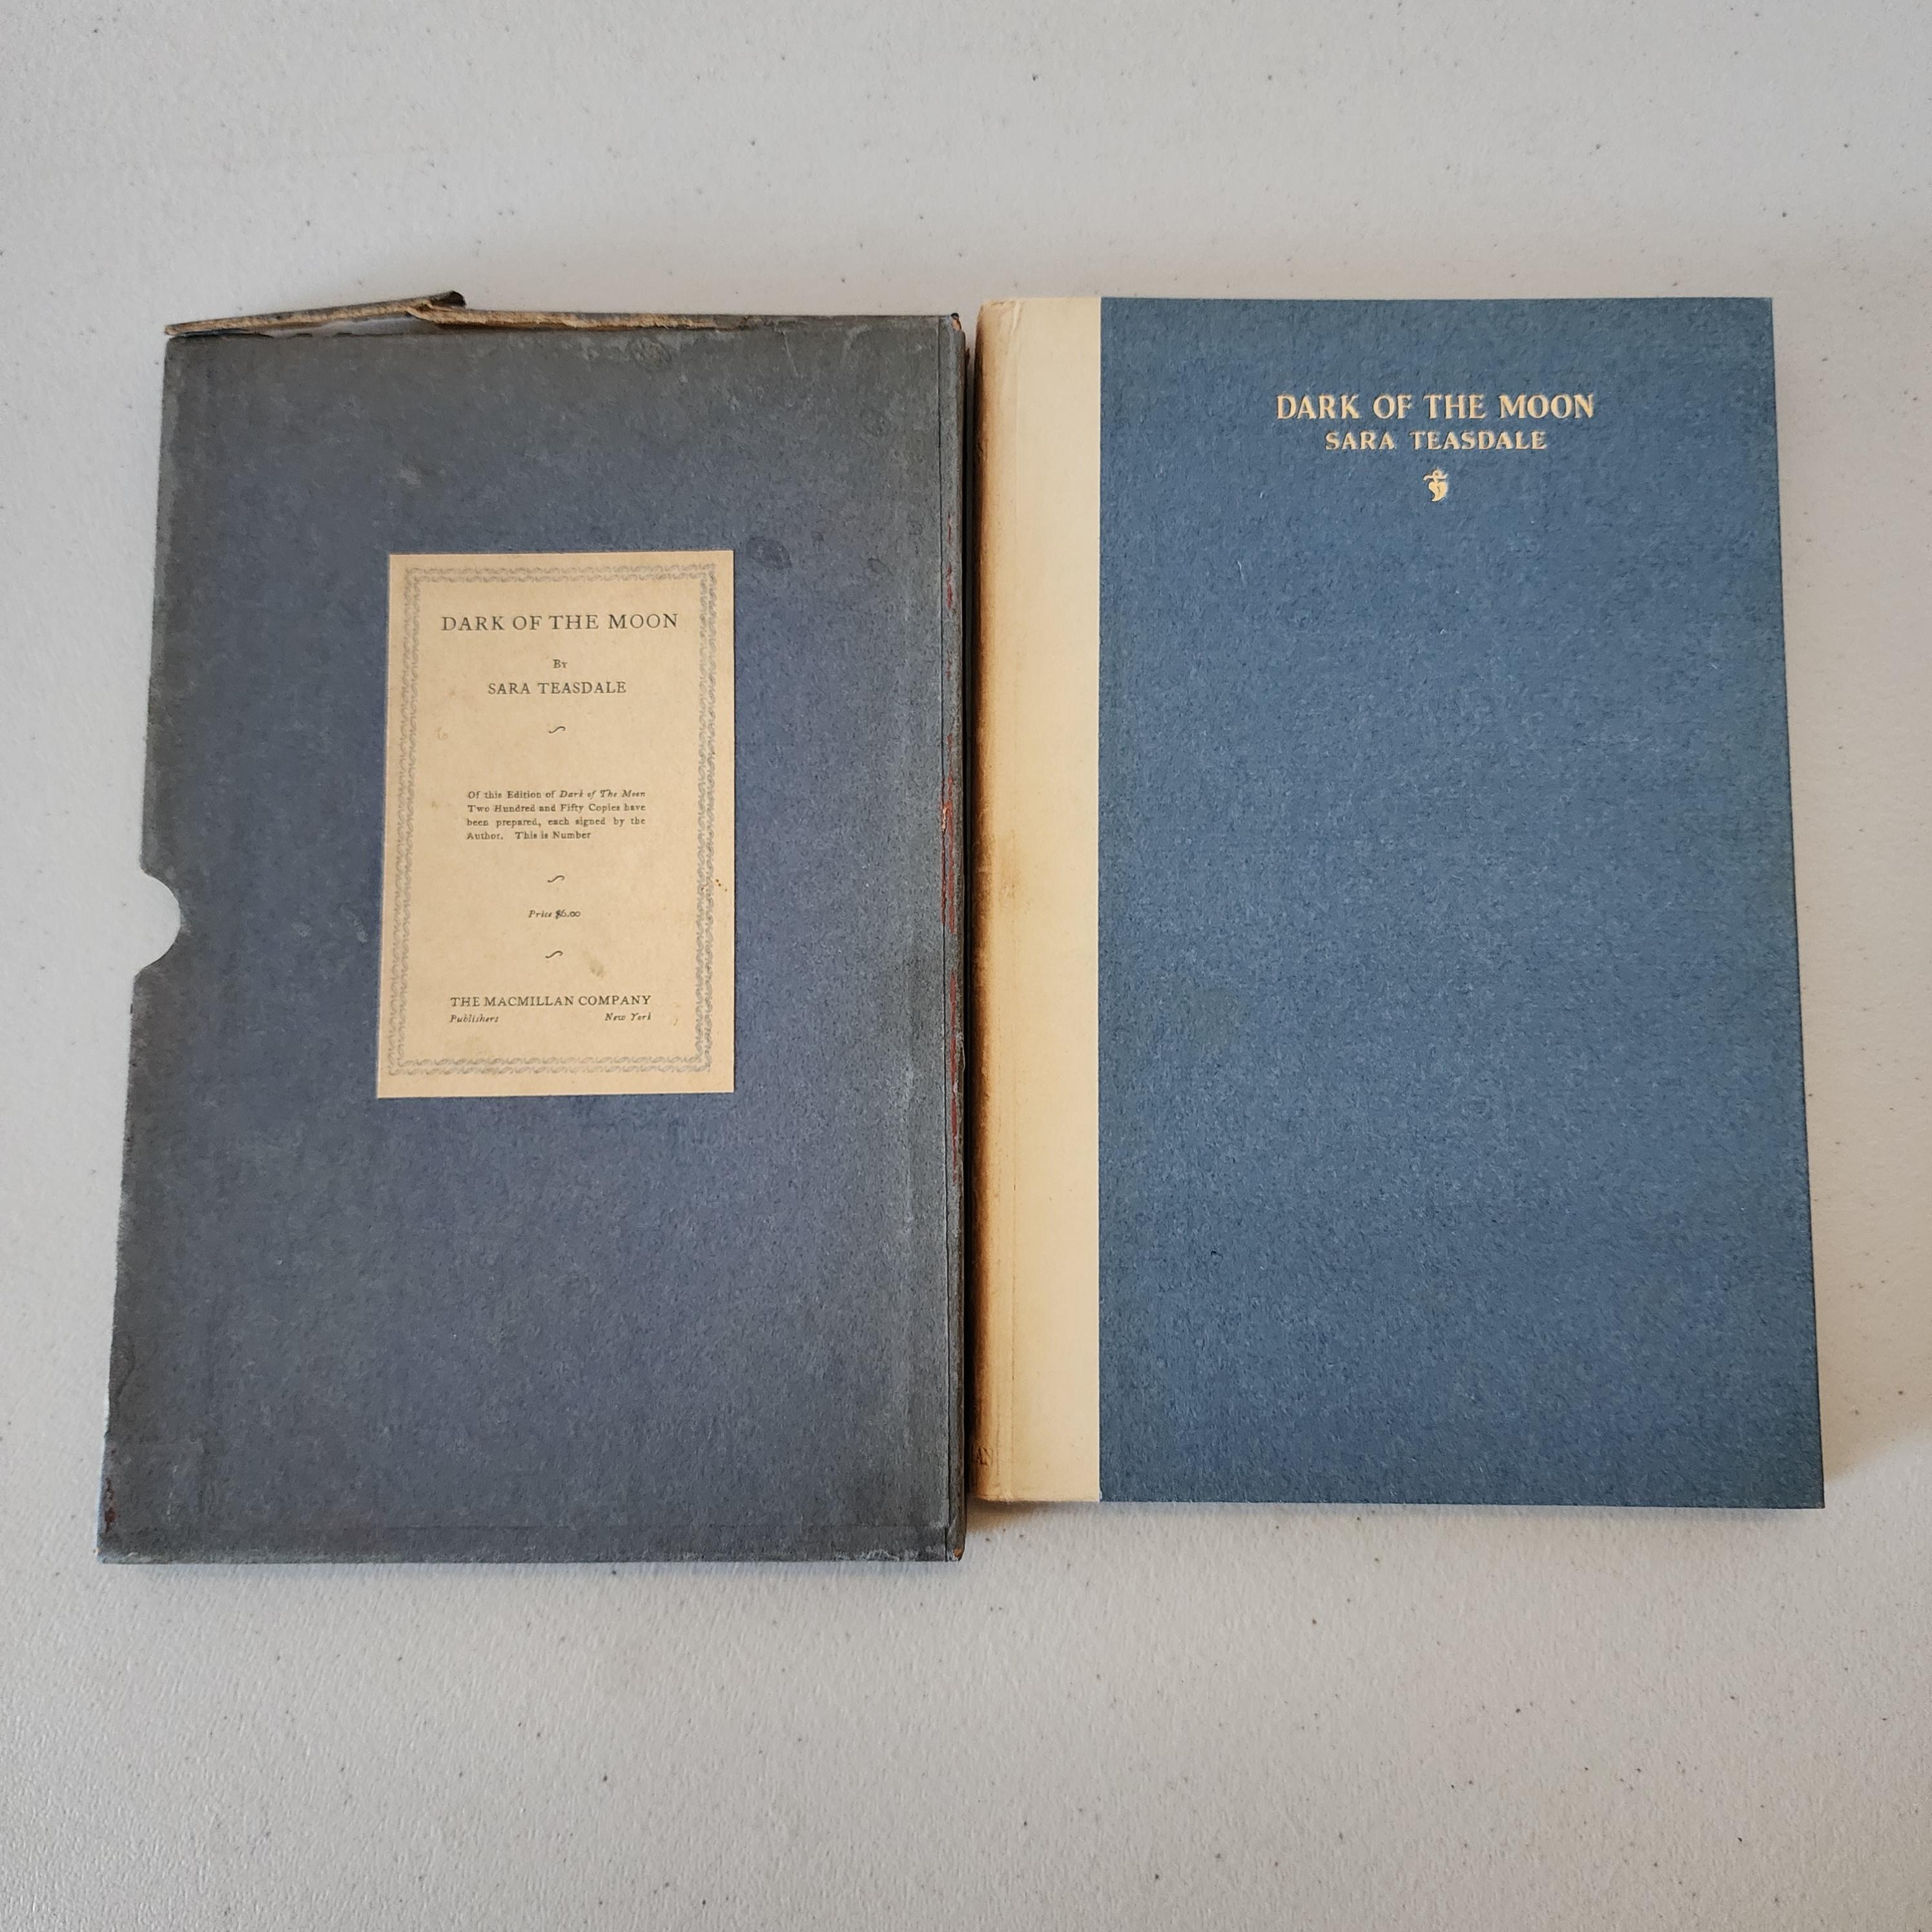 DARK OF THE MOON
By
SARA TEASDALE
Of this Edition of Dark of The Moon
Two Hundred and Fifty Copies have
been prepared, each signed by the
Author. This is Number
Price $6.00
THE MACMILLAN COMPANY
Publishers New York
DARK OF THE MOON
SARA TEASDALE